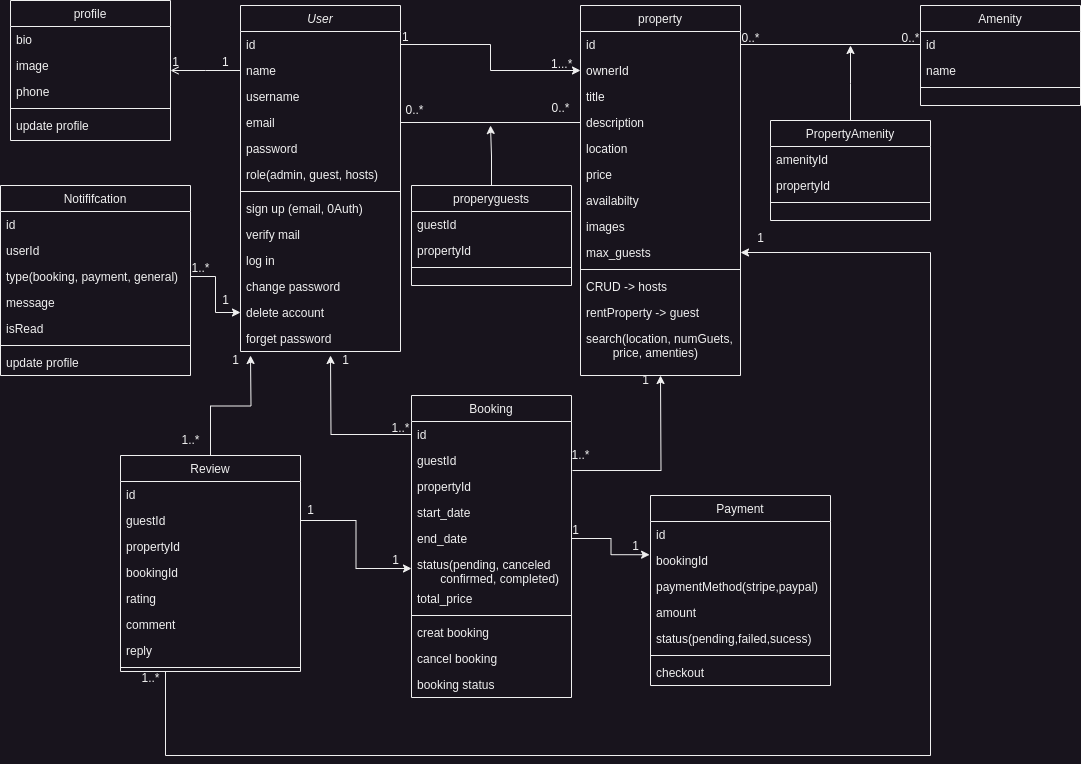 profile
bio
image
phone
update profile
1
1
User
id
name
username
email
password
role(admin, guest, hosts)
sign up (email, 0Auth)
verify mail
log in
change password
delete account
forget password
1
1...*
0..*
0..*
property
id
ownerId
title
description
location
price
availabilty
images
max_guests
CRUD -> hosts
rentProperty -> guest
search(location, numGuets,
price, amenties)
0..*
0..*
Amenity
id
name
PropertyAmenity
amenityId
propertyId
properyguests
guestId
propertyId
Notififcation
id
userId
type(booking, payment, general)
message
isRead
update profile
1..*
1
1
1
1
1
1..*
1..*
1..*
Review
id
guestId
propertyId
bookingId
rating
comment
reply
1
1
1..*
Booking
id
guestId
propertyId
start_date
end_date
status(pending, canceled
confirmed, completed)
total_price
creat booking
cancel booking
booking status
1
1
Payment
id
bookingId
paymentMethod(stripe,paypal)
amount
status(pending,failed,sucess)
checkout